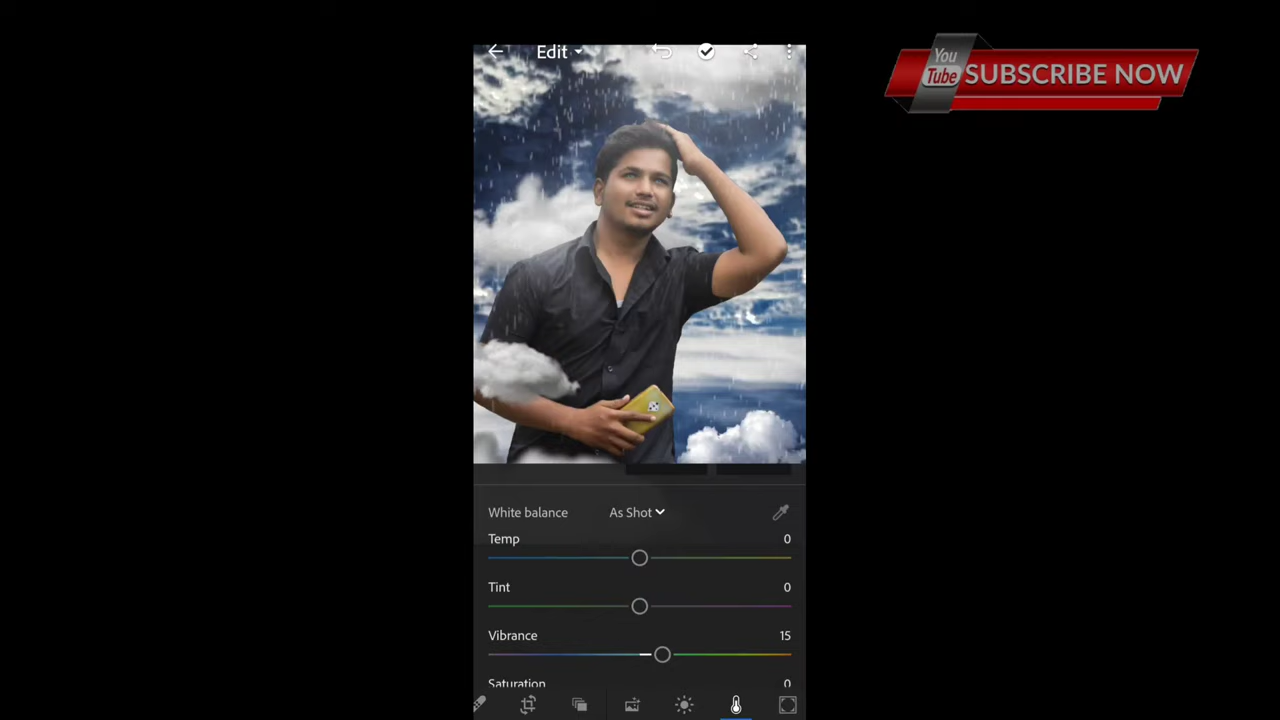 Edit
You
Tube SUBSCRIBE NOW
White balance As Shot
Temp 0
Tint 0
Vibrance 15
Saturation 0